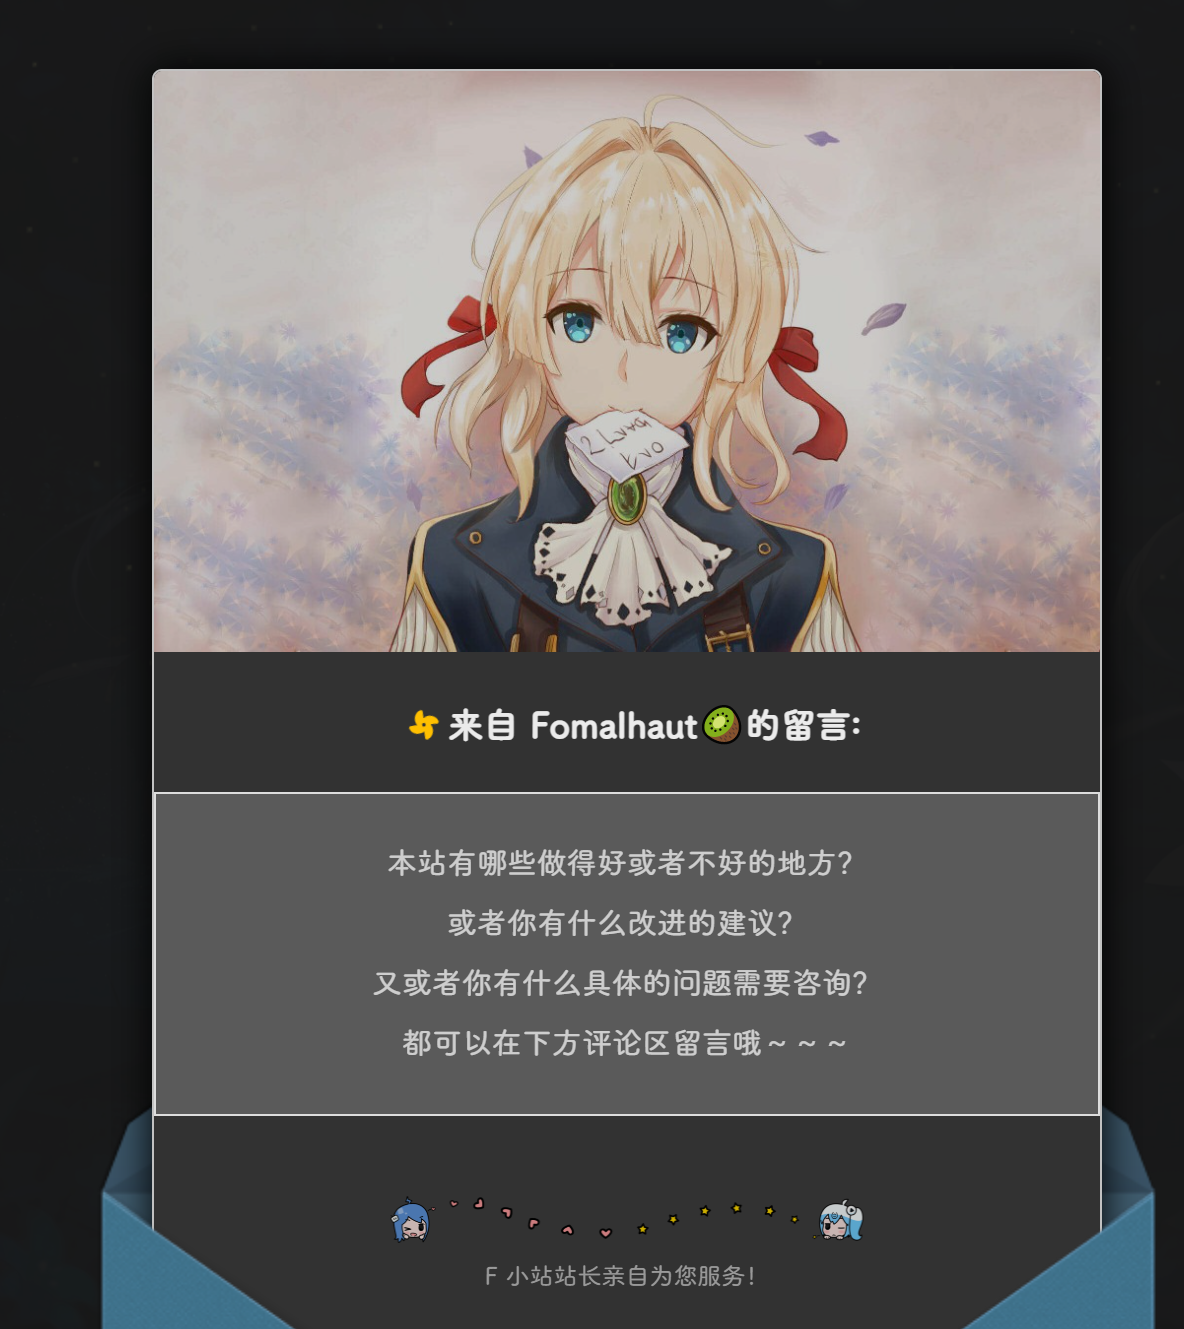 来自 Fomalhaut🥝的留言:
本站有哪些做得好或者不好的地方?
或者你有什么改进的建议?
又或者你有什么具体的问题需要咨询?
都可以在下方评论区留言哦～～～
F 小站站长亲自为您服务!